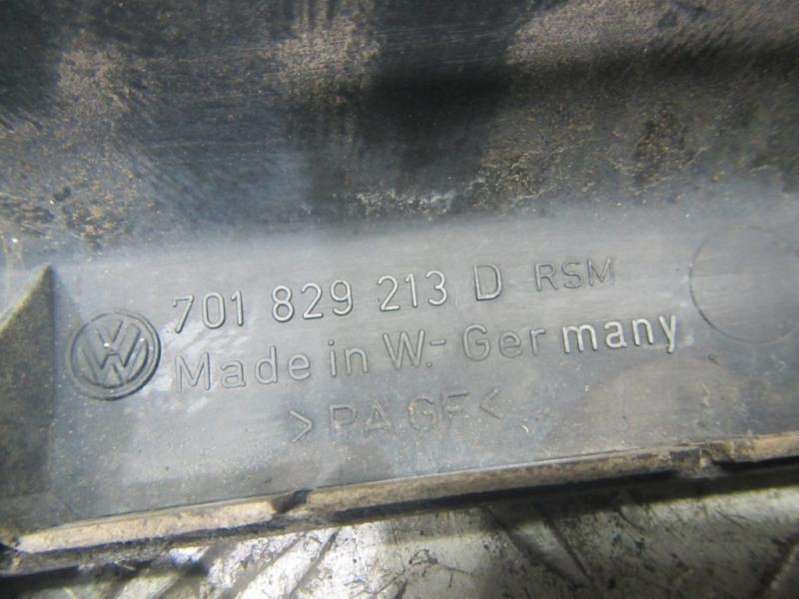 701 829 213 D RSM
Made in W.-Germany
>PA GF<